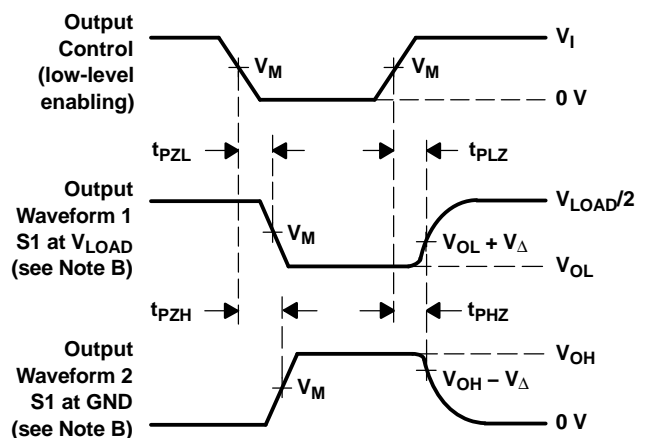 Output
Control
(low-level
enabling)
V_M
V_M
V_I
0 V
t_PZL
t_PLZ
Output
Waveform 1
S1 at V_LOAD
(see Note B)
V_M
V_LOAD/2
V_OL + V_Δ
V_OL
t_PZH
t_PHZ
Output
Waveform 2
S1 at GND
(see Note B)
V_M
V_OH
V_OH – V_Δ
0 V